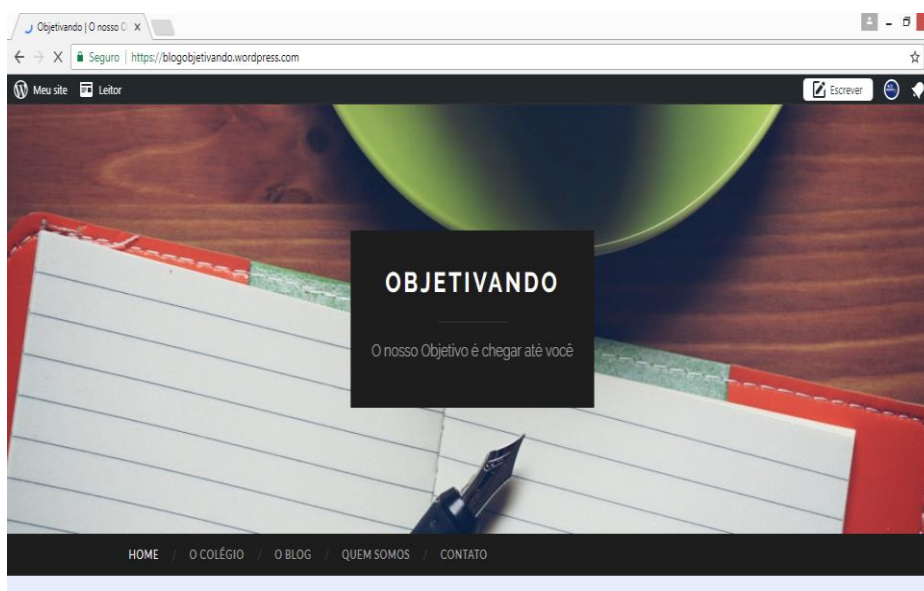 Objetivando | O nosso O
Seguro | https://blogobjetivando.wordpress.com
Meu site Leitor Escrever
OBJETIVANDO
O nosso Objetivo é chegar até você
HOME / O COLÉGIO / O BLOG / QUEM SOMOS / CONTATO